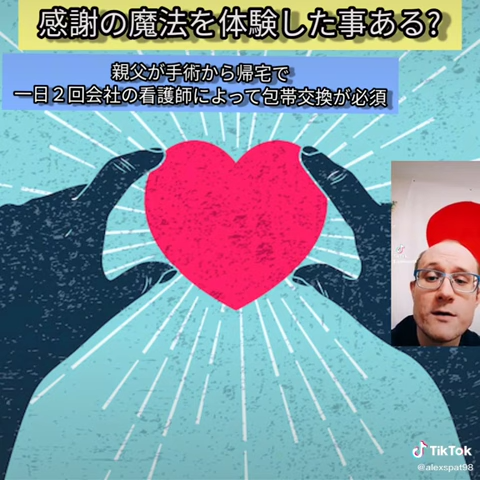 感謝の魔法を体験した事ある?
親父が手術から帰宅で
一日２回会社の看護師によって包帯交換が必須
TikTok
@alexspat98